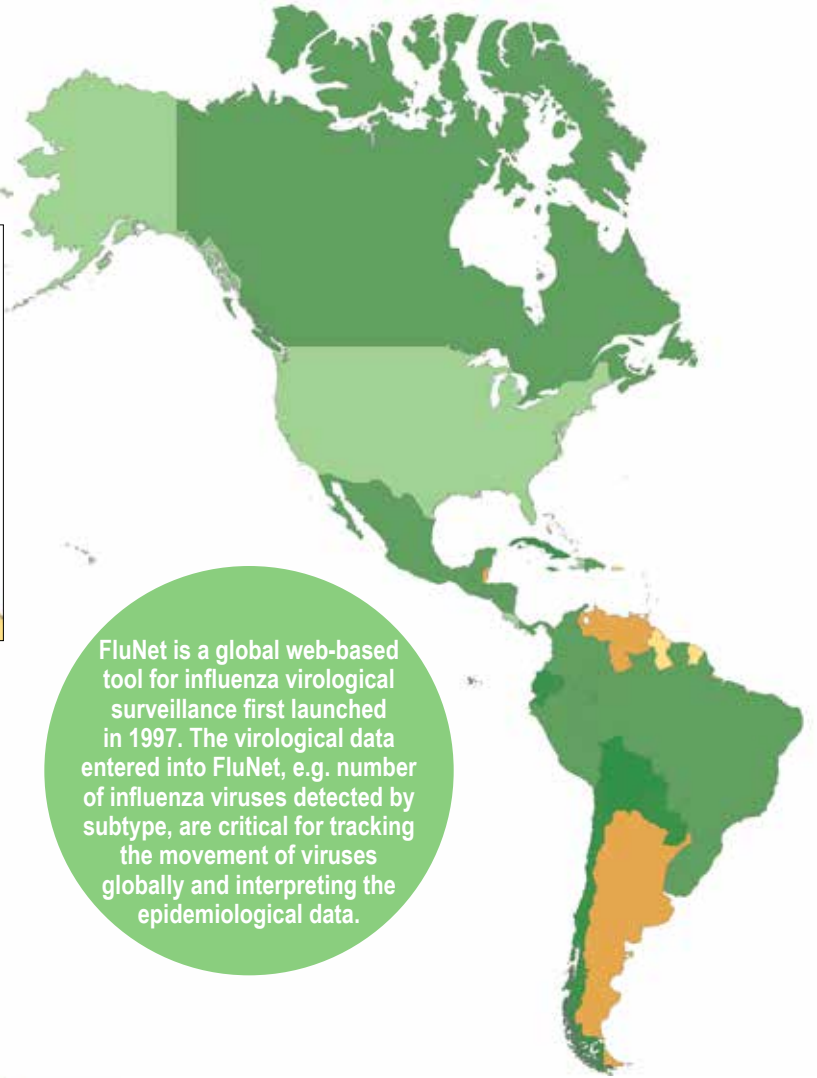 FluNet is a global web-based
tool for influenza virological
surveillance first launched
in 1997. The virological data
entered into FluNet, e.g. number
of influenza viruses detected by
subtype, are critical for tracking
the movement of viruses
globally and interpreting the
epidemiological data.